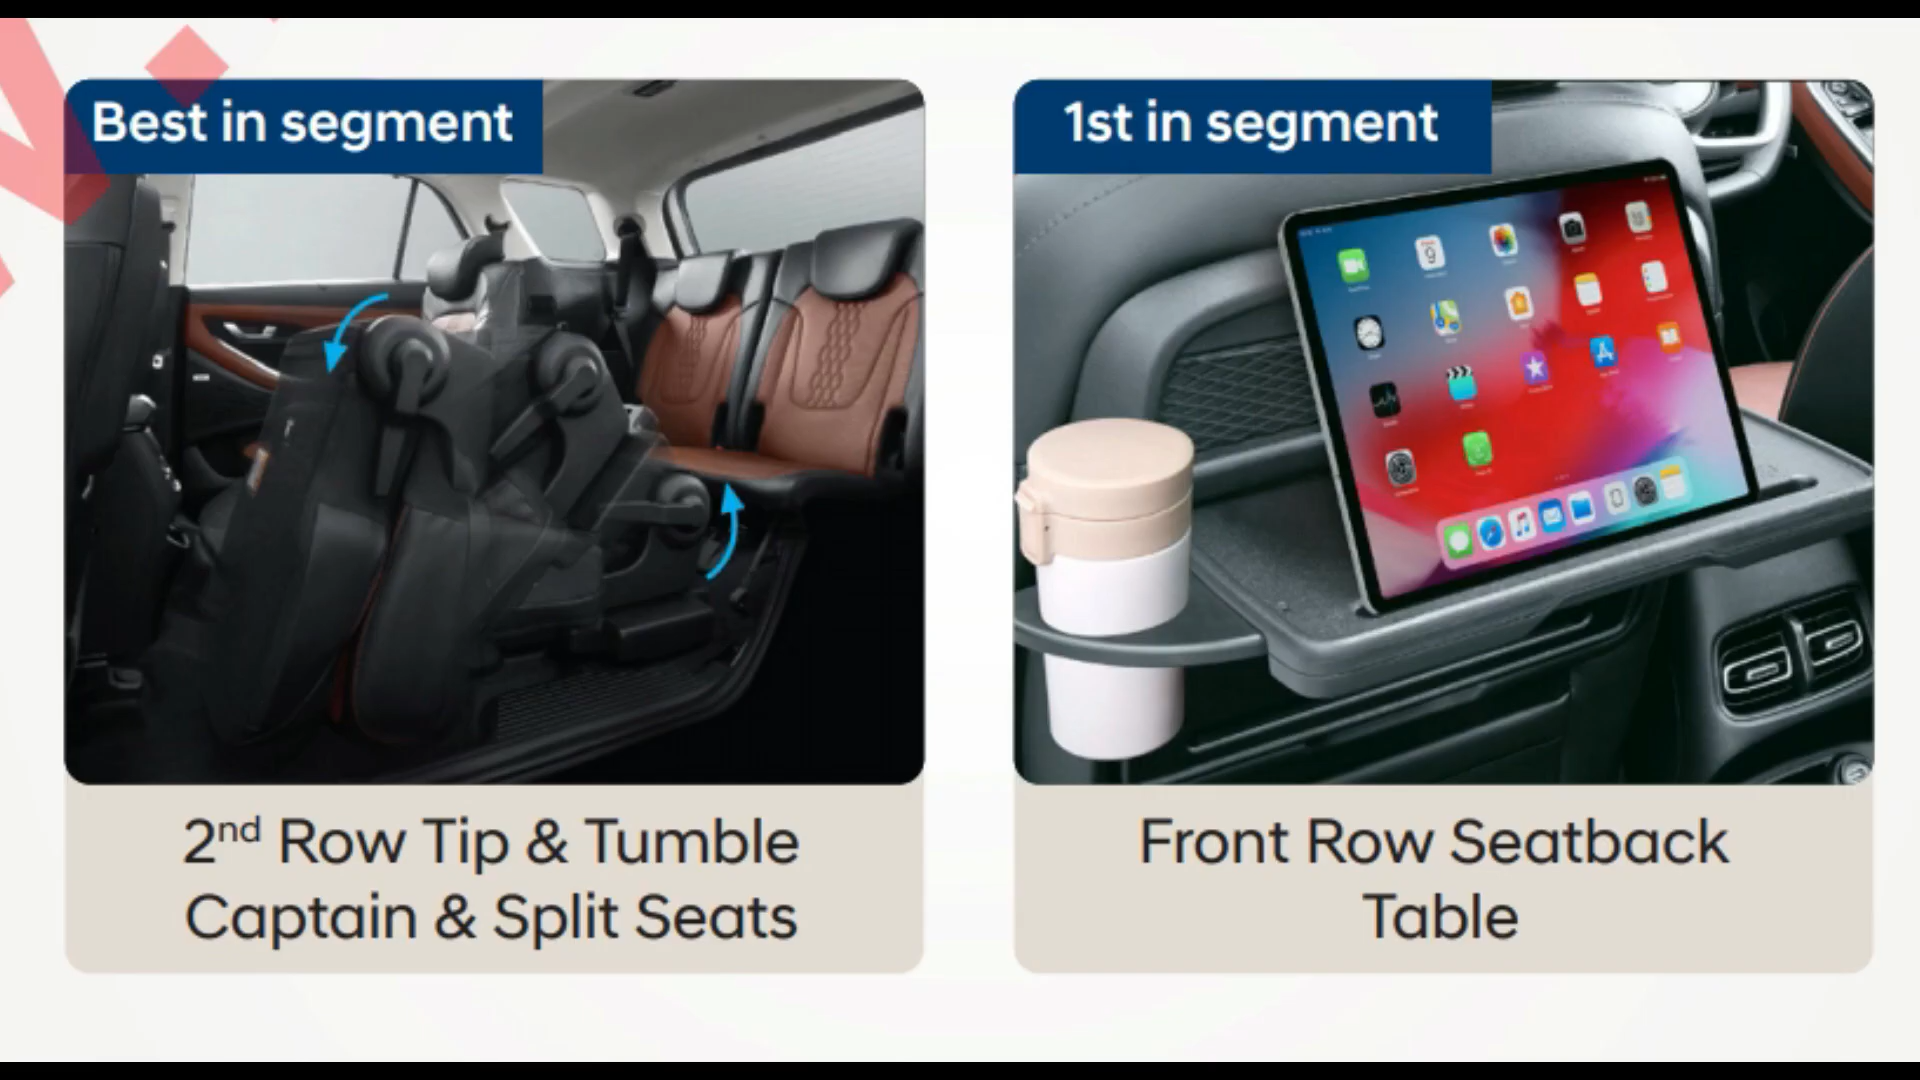 Best in segment
1st in segment
2nd Row Tip & Tumble
Captain & Split Seats
Front Row Seatback
Table